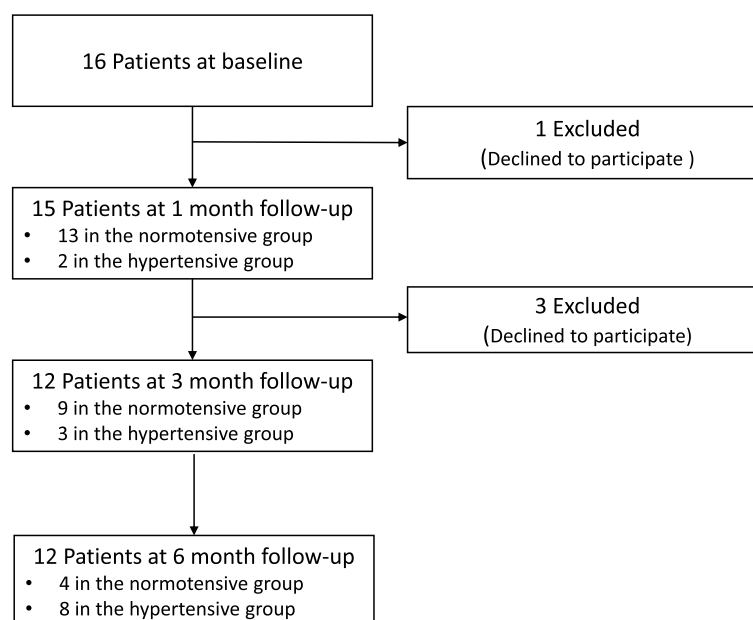 16 Patients at baseline
1 Excluded
(Declined to participate )
15 Patients at 1 month follow-up
• 13 in the normotensive group
• 2 in the hypertensive group
3 Excluded
(Declined to participate)
12 Patients at 3 month follow-up
• 9 in the normotensive group
• 3 in the hypertensive group
12 Patients at 6 month follow-up
• 4 in the normotensive group
• 8 in the hypertensive group